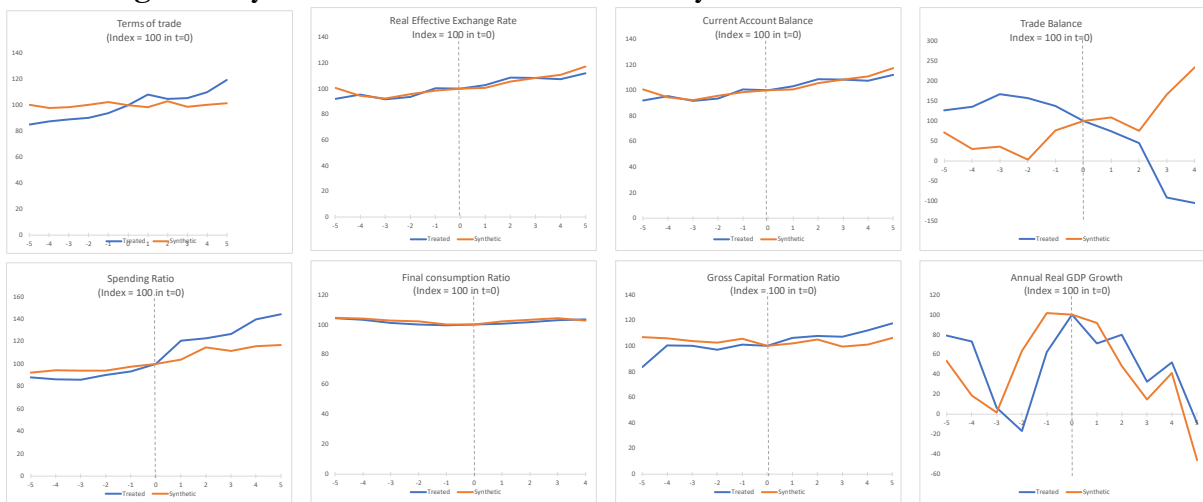 Terms of trade
(Index = 100 in t=0)
140
120
100
80
60
40
20
0
-5 -4 -3 -2 -1 0 1 2 3 4 5
Treated Synthetic
Real Effective Exchange Rate
(Index = 100 in t=0)
140
120
100
80
60
40
20
0
-5 -4 -3 -2 -1 0 1 2 3 4 5
Treated Synthetic
Current Account Balance
(Index = 100 in t=0)
140
120
100
80
60
40
20
0
-5 -4 -3 -2 -1 0 1 2 3 4 5
Treated Synthetic
Trade Balance
(Index = 100 in t=0)
300
250
200
150
100
50
0
-50
-100
-150
-5 -4 -3 -2 -1 0 1 2 3 4
Treated Synthetic
Spending Ratio
(Index = 100 in t=0)
160
140
120
100
80
60
40
20
0
-5 -4 -3 -2 -1 0 1 2 3 4 5
Treated Synthetic
Final consumption Ratio
(Index = 100 in t=0)
120
100
80
60
40
20
0
-5 -4 -3 -2 -1 0 1 2 3 4
Treated Synthetic
Gross Capital Formation Ratio
(Index = 100 in t=0)
140
120
100
80
60
40
20
0
-5 -4 -3 -2 -1 0 1 2 3 4 5
Treated Synthetic
Annual Real GDP Growth
(Index = 100 in t=0)
120
100
80
60
40
20
0
-20
-40
-60
-5 -4 -3 -2 -1 0 1 2 3 4 5
Treated Synthetic